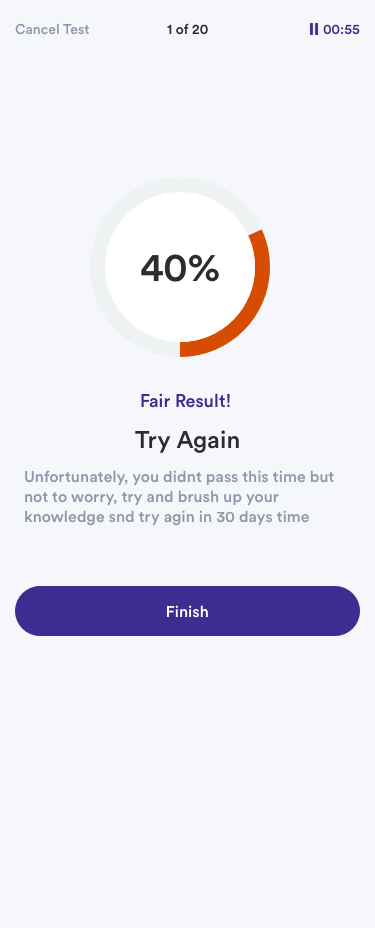 Cancel Test
1 of 20
00:55
40%
Fair Result!
Try Again
Unfortunately, you didnt pass this time but
not to worry, try and brush up your
knowledge snd try agin in 30 days time
Finish